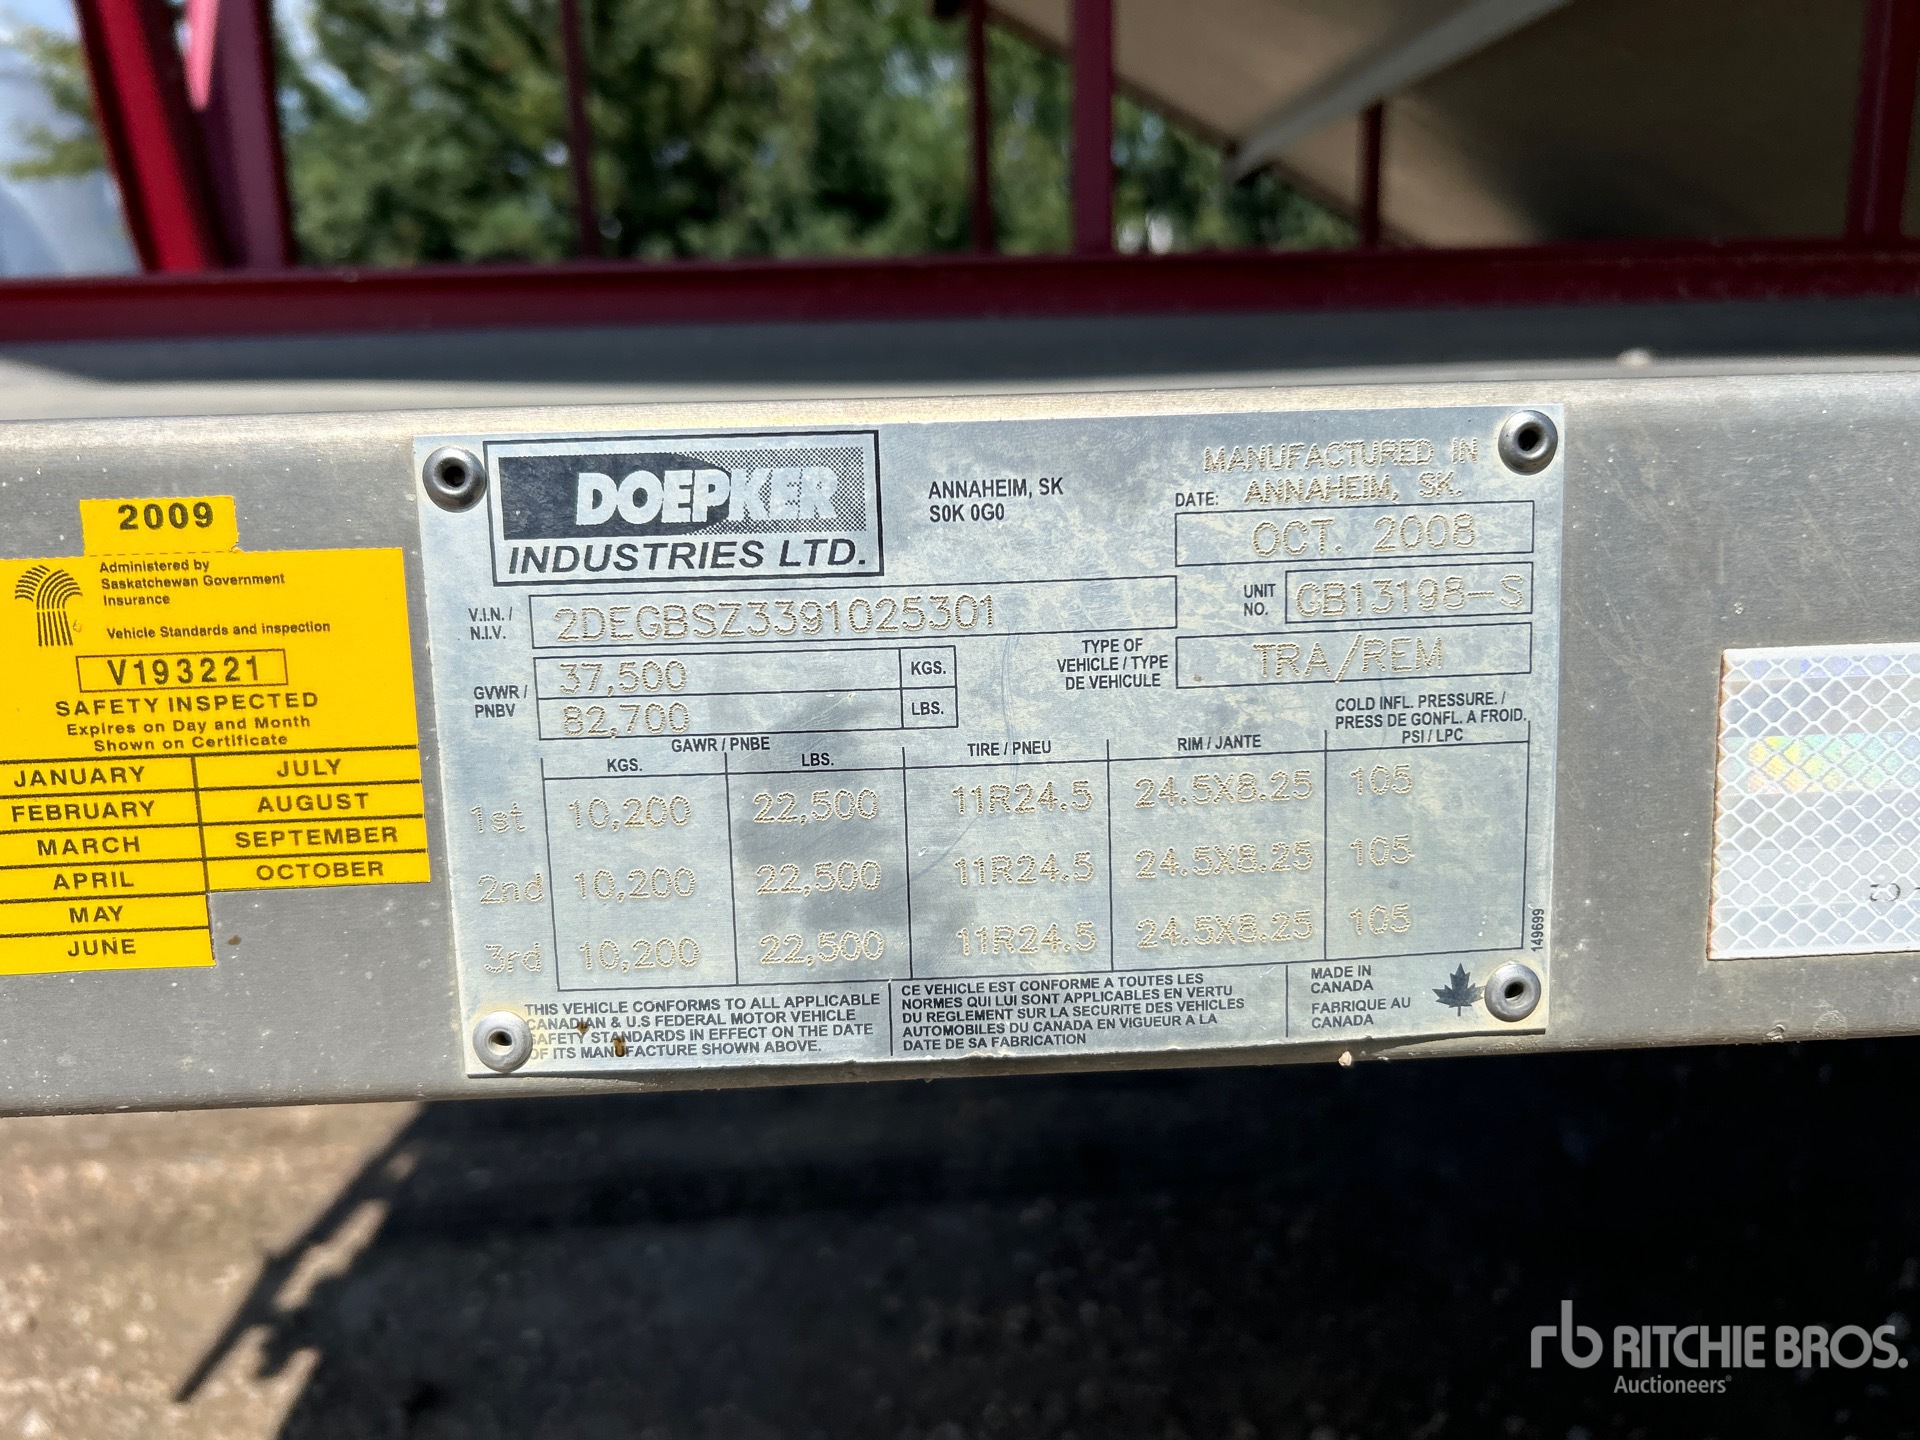 2009
Administered by
Saskatchewan Government
Insurance
Vehicle Standards and Inspection
V193221
SAFETY INSPECTED
Expires on Day and Month
Shown on Certificate
JANUARY JULY
FEBRUARY AUGUST
MARCH SEPTEMBER
APRIL OCTOBER
MAY
JUNE
DOEPKER
INDUSTRIES LTD.
ANNAHEIM, SK
S0K 0G0
MANUFACTURED IN
DATE: ANNAHEIM, SK.
OCT. 2008
V.I.N. /
N.I.V.
2DEGBSZ3391025301
UNIT
NO.
GB13198-S
GVWR /
PNBV
37,500 KGS.
82,700 LBS.
TYPE OF
VEHICLE / TYPE
DE VEHICULE
TRA/REM
GAWR / PNBE
KGS. LBS.
TIRE / PNEU
RIM / JANTE
COLD INFL. PRESSURE. /
PRESS DE GONFL. A FROID.
PSI / LPC
1st 10,200 22,500 11R24.5 24.5X8.25 105
2nd 10,200 22,500 11R24.5 24.5X8.25 105
3rd 10,200 22,500 11R24.5 24.5X8.25 105
149699
THIS VEHICLE CONFORMS TO ALL APPLICABLE
CANADIAN & U.S FEDERAL MOTOR VEHICLE
SAFETY STANDARDS IN EFFECT ON THE DATE
OF ITS MANUFACTURE SHOWN ABOVE.
CE VEHICLE EST CONFORME A TOUTES LES
NORMES QUI LUI SONT APPLICABLES EN VERTU
DU REGLEMENT SUR LA SECURITE DES VEHICLES
AUTOMOBILES DU CANADA EN VIGUEUR A LA
DATE DE SA FABRICATION
MADE IN
CANADA
FABRIQUE AU
CANADA
rb RITCHIE BROS.
Auctioneers